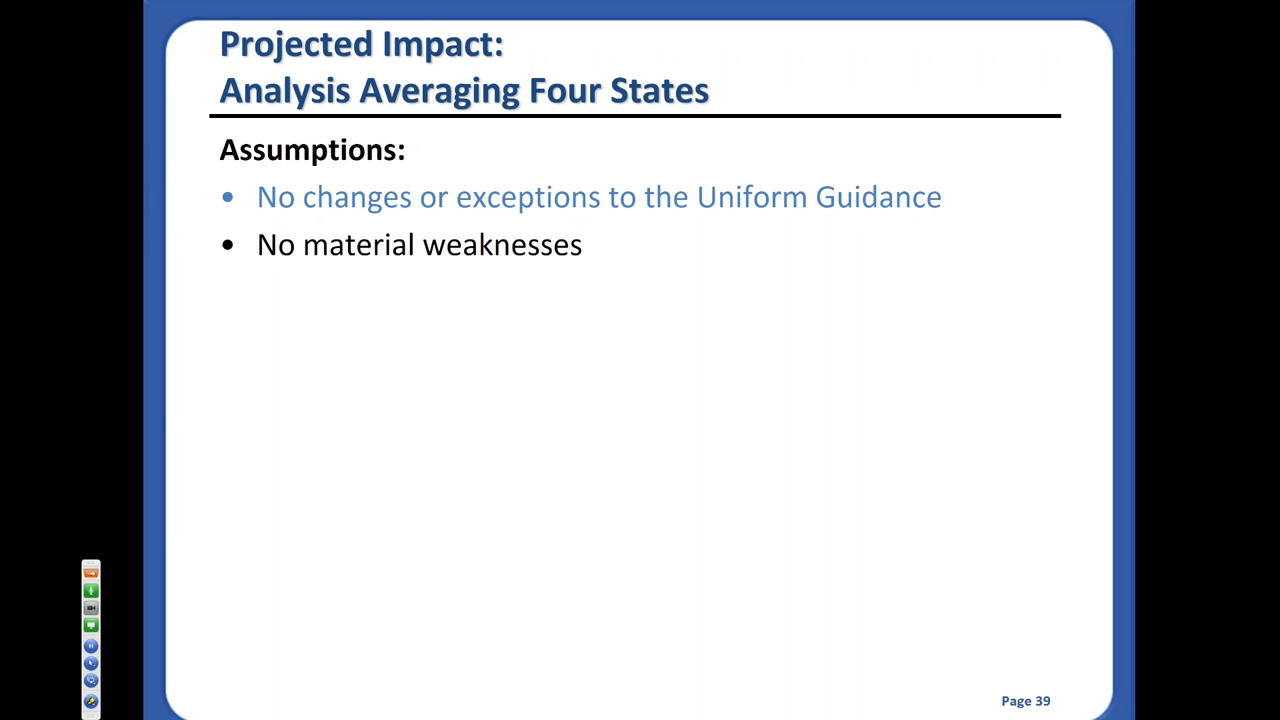 Projected Impact:
Analysis Averaging Four States
Assumptions:
• No changes or exceptions to the Uniform Guidance
• No material weaknesses
Page 39